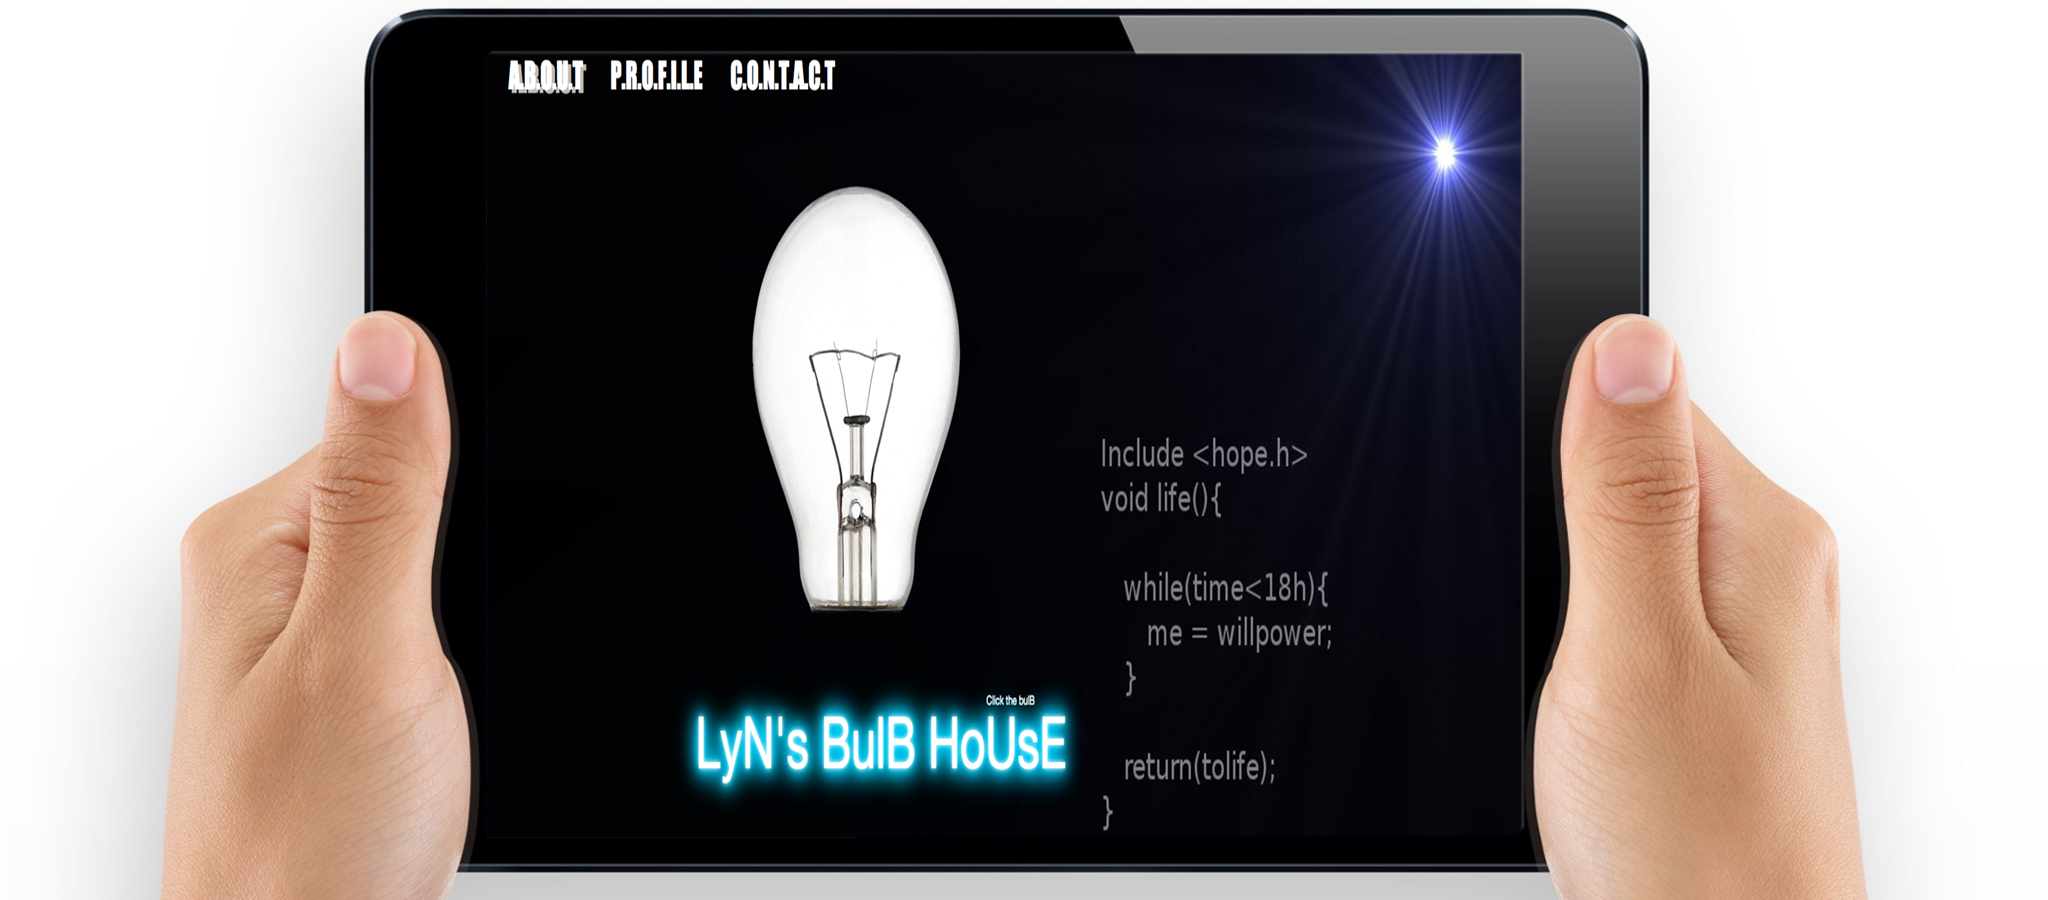 A.B.O.U.T P.R.O.F.I.L.E C.O.N.T.A.C.T
Click the bulB
LyN's BulB HoUsE
Include <hope.h>
void life(){
while(time<18h){
me = willpower;
}
return(tolife);
}